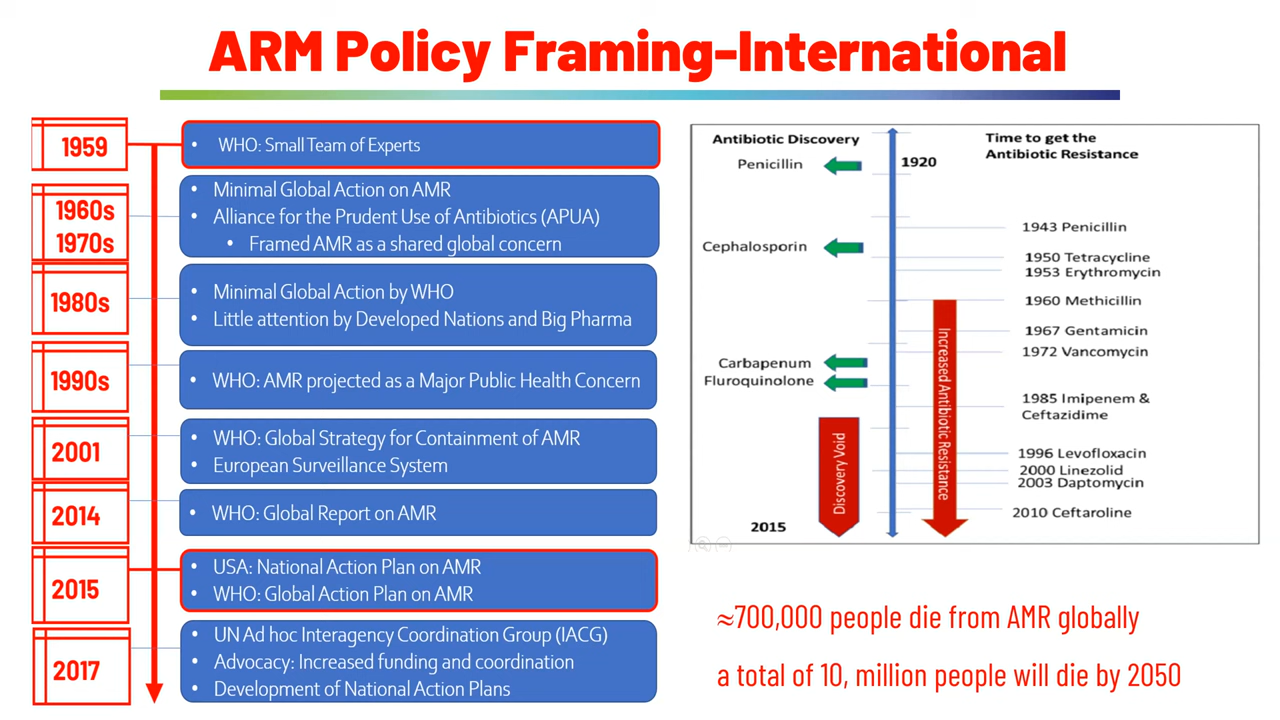 ARM Policy Framing-International
1959
• WHO: Small Team of Experts
1960s
1970s
• Minimal Global Action on AMR
• Alliance for the Prudent Use of Antibiotics (APUA)
• Framed AMR as a shared global concern
1980s
• Minimal Global Action by WHO
• Little attention by Developed Nations and Big Pharma
1990s
• WHO: AMR projected as a Major Public Health Concern
2001
• WHO: Global Strategy for Containment of AMR
• European Surveillance System
2014
• WHO: Global Report on AMR
2015
• USA: National Action Plan on AMR
• WHO: Global Action Plan on AMR
2017
• UN Ad hoc Interagency Coordination Group (IACG)
• Advocacy: Increased funding and coordination
• Development of National Action Plans
Antibiotic Discovery
Penicillin
Cephalosporin
Carbapenum
Fluroquinolone
Discovery Void
2015
1920
Time to get the
Antibiotic Resistance
1943 Penicillin
1950 Tetracycline
1953 Erythromycin
1960 Methicillin
1967 Gentamicin
1972 Vancomycin
1985 Imipenem &
Ceftazidime
1996 Levofloxacin
2000 Linezolid
2003 Daptomycin
2010 Ceftaroline
Increased Antibiotic Resistance
≈700,000 people die from AMR globally
a total of 10, million people will die by 2050